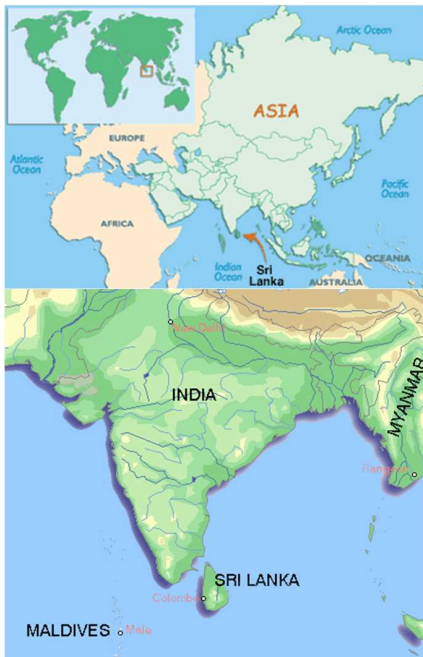 Arctic Ocean
ASIA
EUROPE
Atlantic
Ocean
Pacific
Ocean
AFRICA
Indian
Ocean
Sri
Lanka
OCEANIA
AUSTRALIA
New Delhi
INDIA
MYANMAR
Rangoon
SRI LANKA
Colombo
MALDIVES
Male